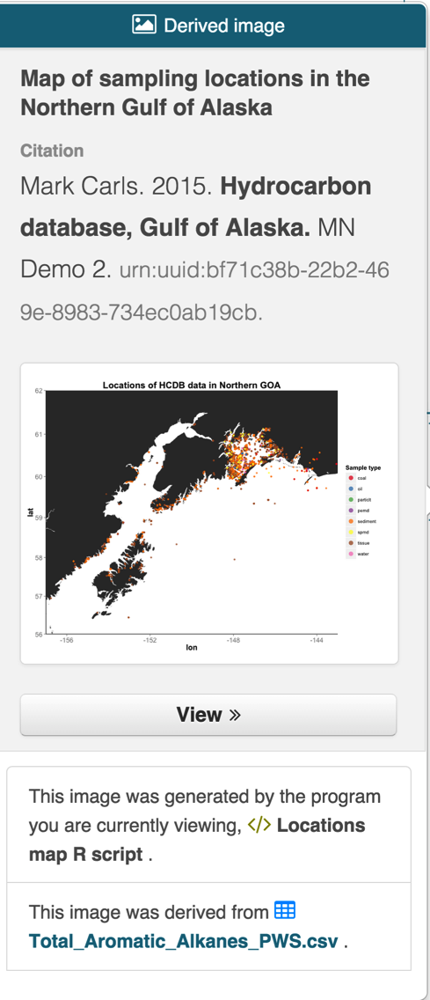 Derived image
Map of sampling locations in the
Northern Gulf of Alaska
Citation
Mark Carls. 2015. Hydrocarbon
database, Gulf of Alaska. MN
Demo 2. urn:uuid:bf71c38b-22b2-46
9e-8983-734ec0ab19cb.
Locations of HCDB data in Northern GOA
62
61
60
59
58
57
56
lat
-156
-152
-148
-144
lon
Sample type
coal
oil
particlt
pemd
sediment
spmd
tissue
water
View »
This image was generated by the program
you are currently viewing, </> Locations
map R script .
This image was derived from
Total_Aromatic_Alkanes_PWS.csv .